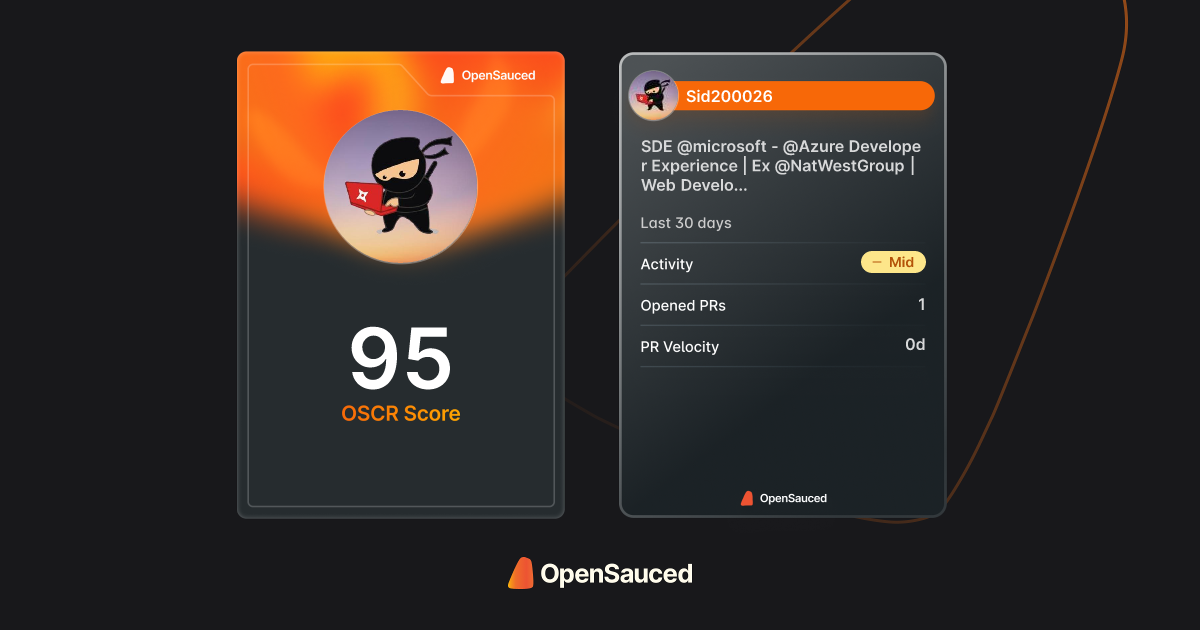 OpenSauced
95
OSCR Score
Sid200026
SDE @microsoft - @Azure Develope
r Experience | Ex @NatWestGroup |
Web Develo...
Last 30 days
Activity – Mid
Opened PRs 1
PR Velocity 0d
OpenSauced
OpenSauced